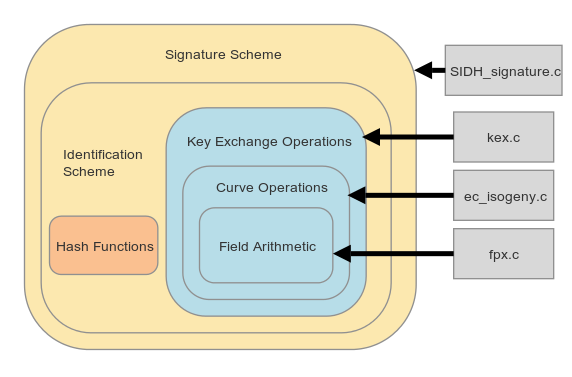 Signature Scheme
SIDH_signature.c
Key Exchange Operations
kex.c
Identification
Scheme
Curve Operations
ec_isogeny.c
Hash Functions
Field Arithmetic
fpx.c